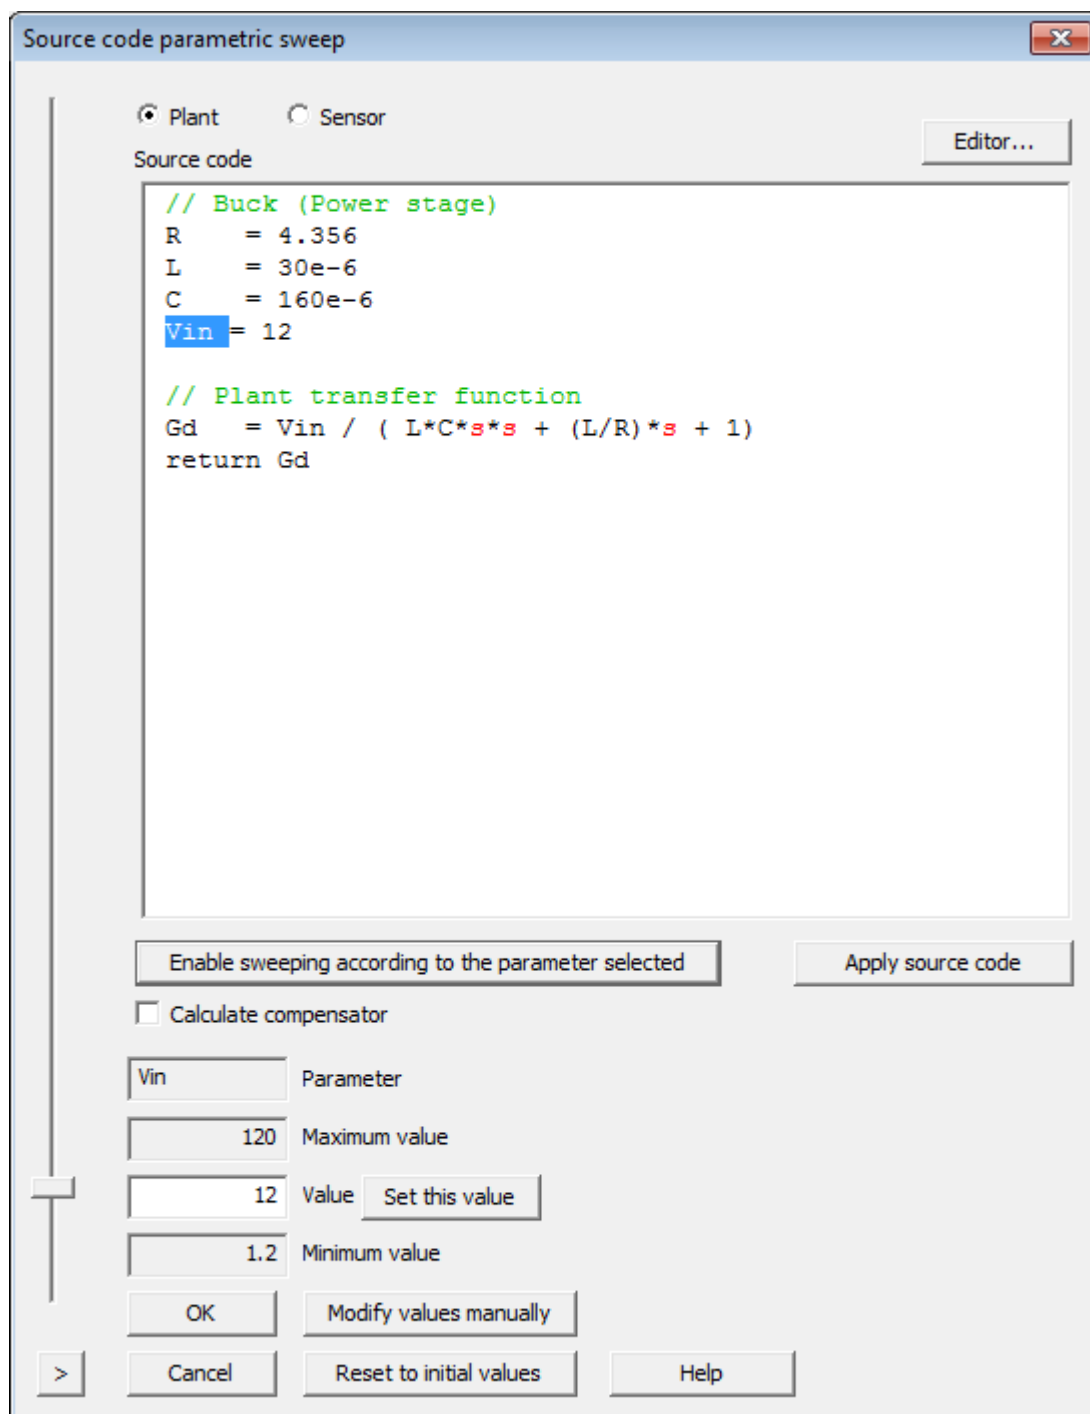 Source code parametric sweep
Plant Sensor
Editor...
Source code
// Buck (Power stage)
R = 4.356
L = 30e-6
C = 160e-6
Vin = 12
// Plant transfer function
Gd = Vin / ( L*C*s*s + (L/R)*s + 1)
return Gd
Enable sweeping according to the parameter selected Apply source code
Calculate compensator
Vin Parameter
120 Maximum value
12 Value Set this value
1.2 Minimum value
OK Modify values manually
> Cancel Reset to initial values Help